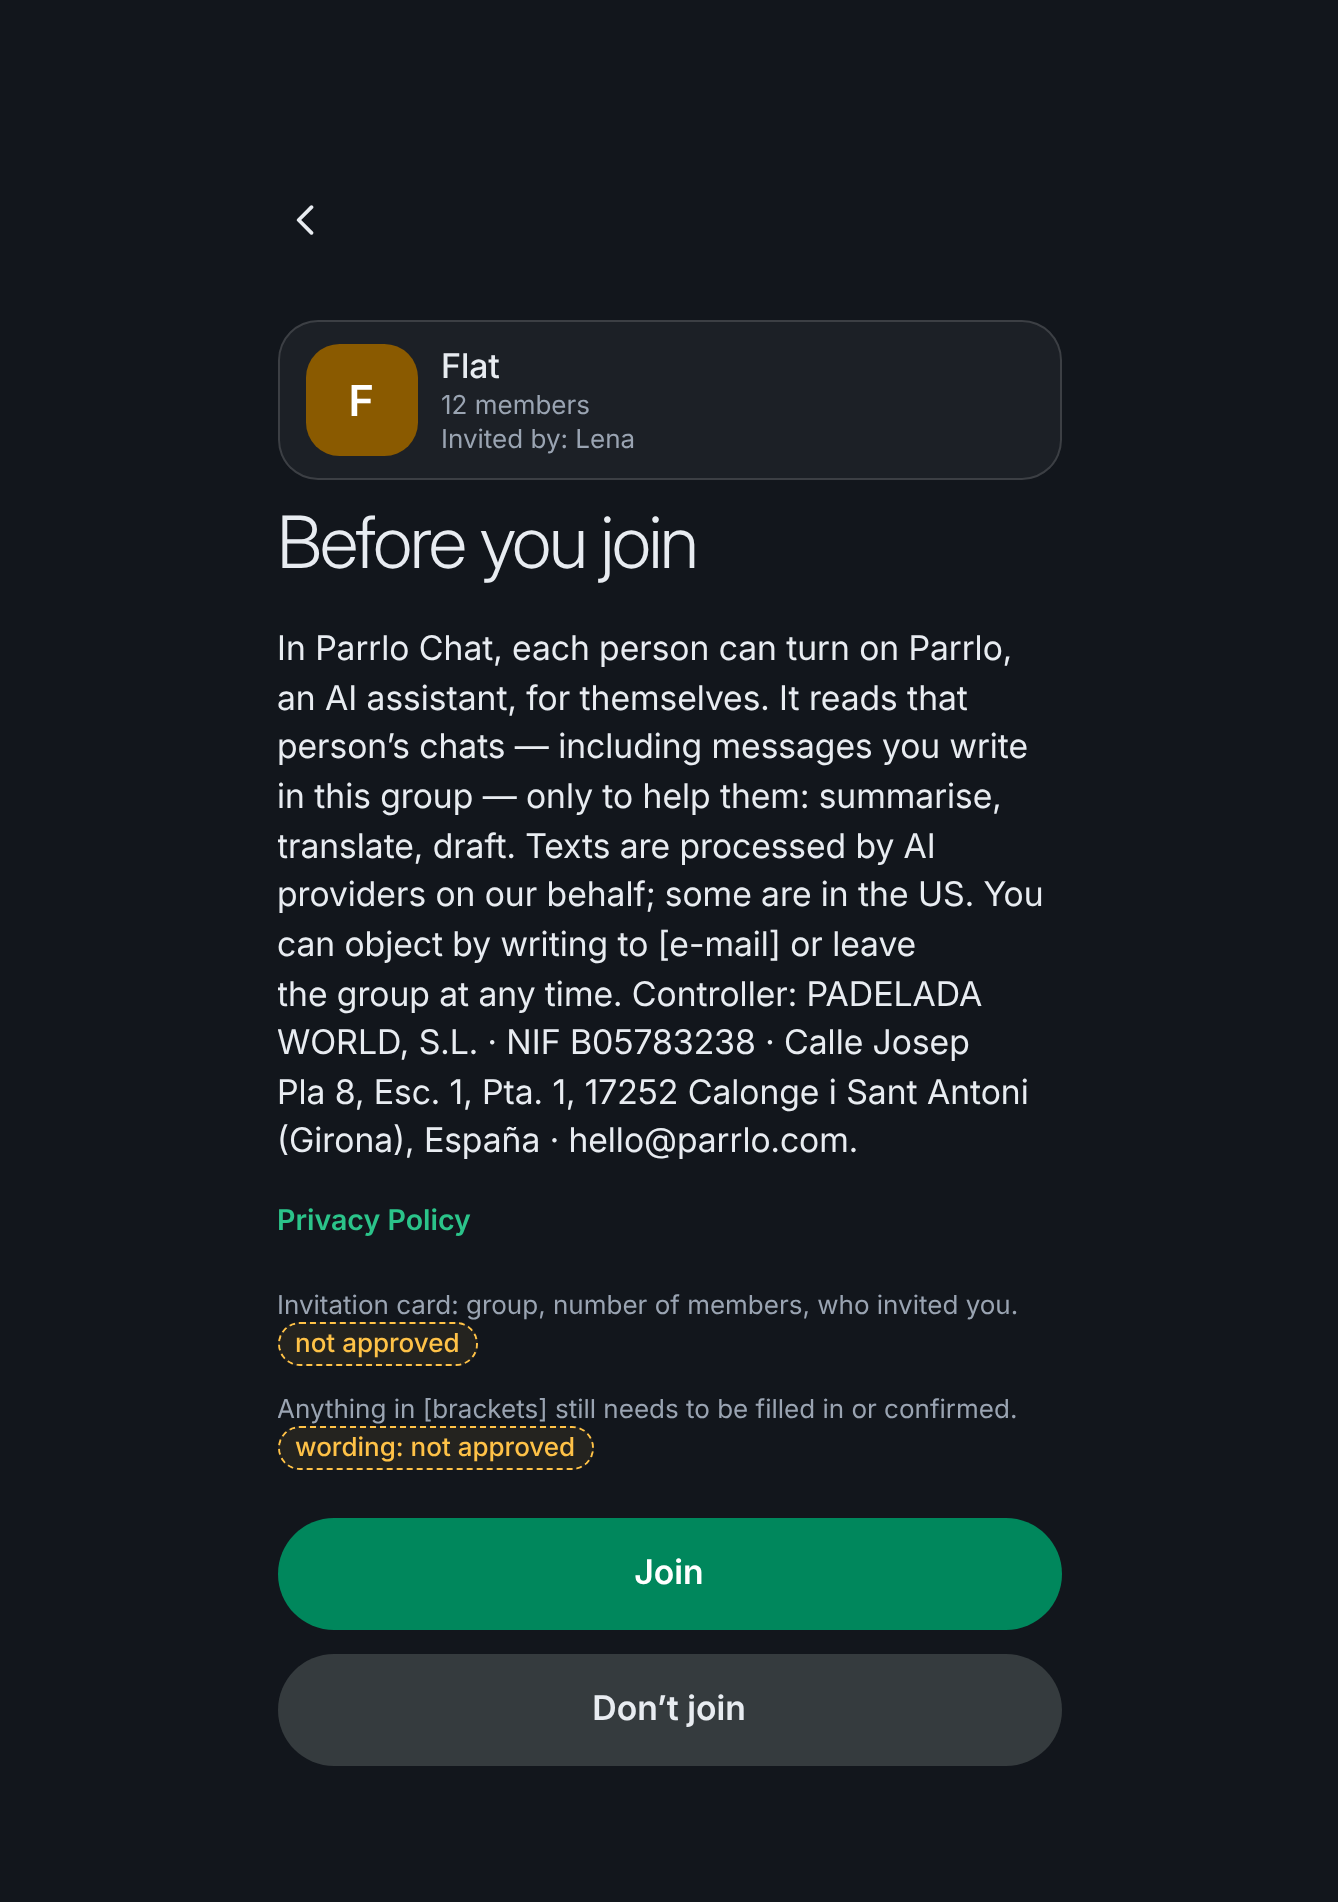 F
Flat
12 members
Invited by: Lena
Before you join
In Parrlo Chat, each person can turn on Parrlo,
an AI assistant, for themselves. It reads that
person’s chats — including messages you write
in this group — only to help them: summarise,
translate, draft. Texts are processed by AI
providers on our behalf; some are in the US. You
can object by writing to [e-mail] or leave
the group at any time. Controller: PADELADA
WORLD, S.L. · NIF B05783238 · Calle Josep
Pla 8, Esc. 1, Pta. 1, 17252 Calonge i Sant Antoni
(Girona), España · hello@parrlo.com.
Privacy Policy
Invitation card: group, number of members, who invited you.
not approved
Anything in [brackets] still needs to be filled in or confirmed.
wording: not approved
Join
Don’t join